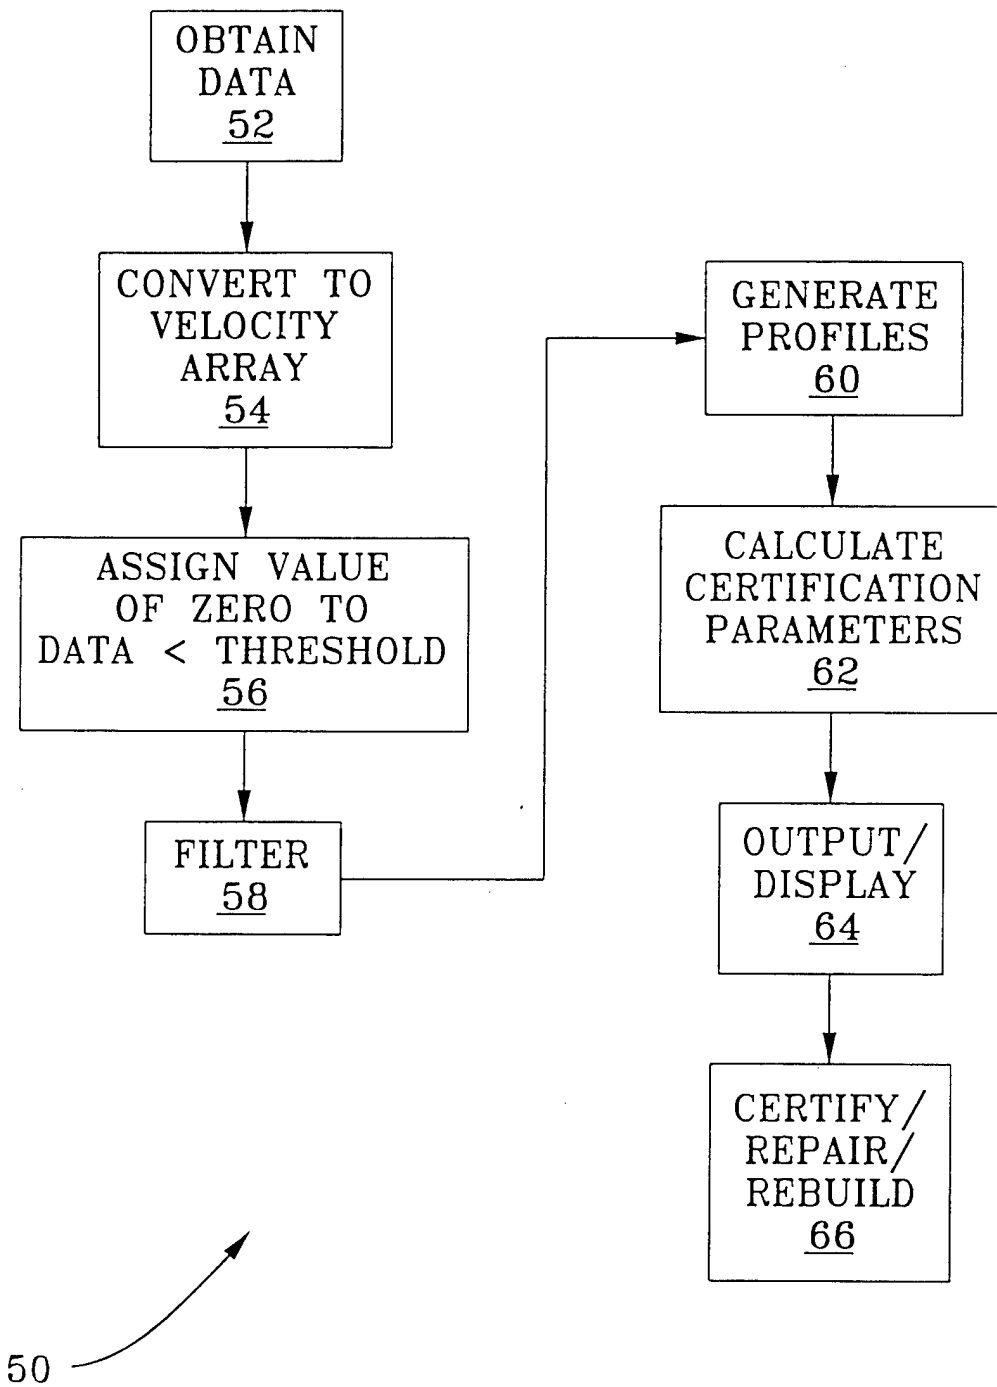 OBTAIN
DATA
52
CONVERT TO
VELOCITY
ARRAY
54
ASSIGN VALUE
OF ZERO TO
DATA < THRESHOLD
56
FILTER
58
GENERATE
PROFILES
60
CALCULATE
CERTIFICATION
PARAMETERS
62
OUTPUT/
DISPLAY
64
CERTIFY/
REPAIR/
REBUILD
66
50